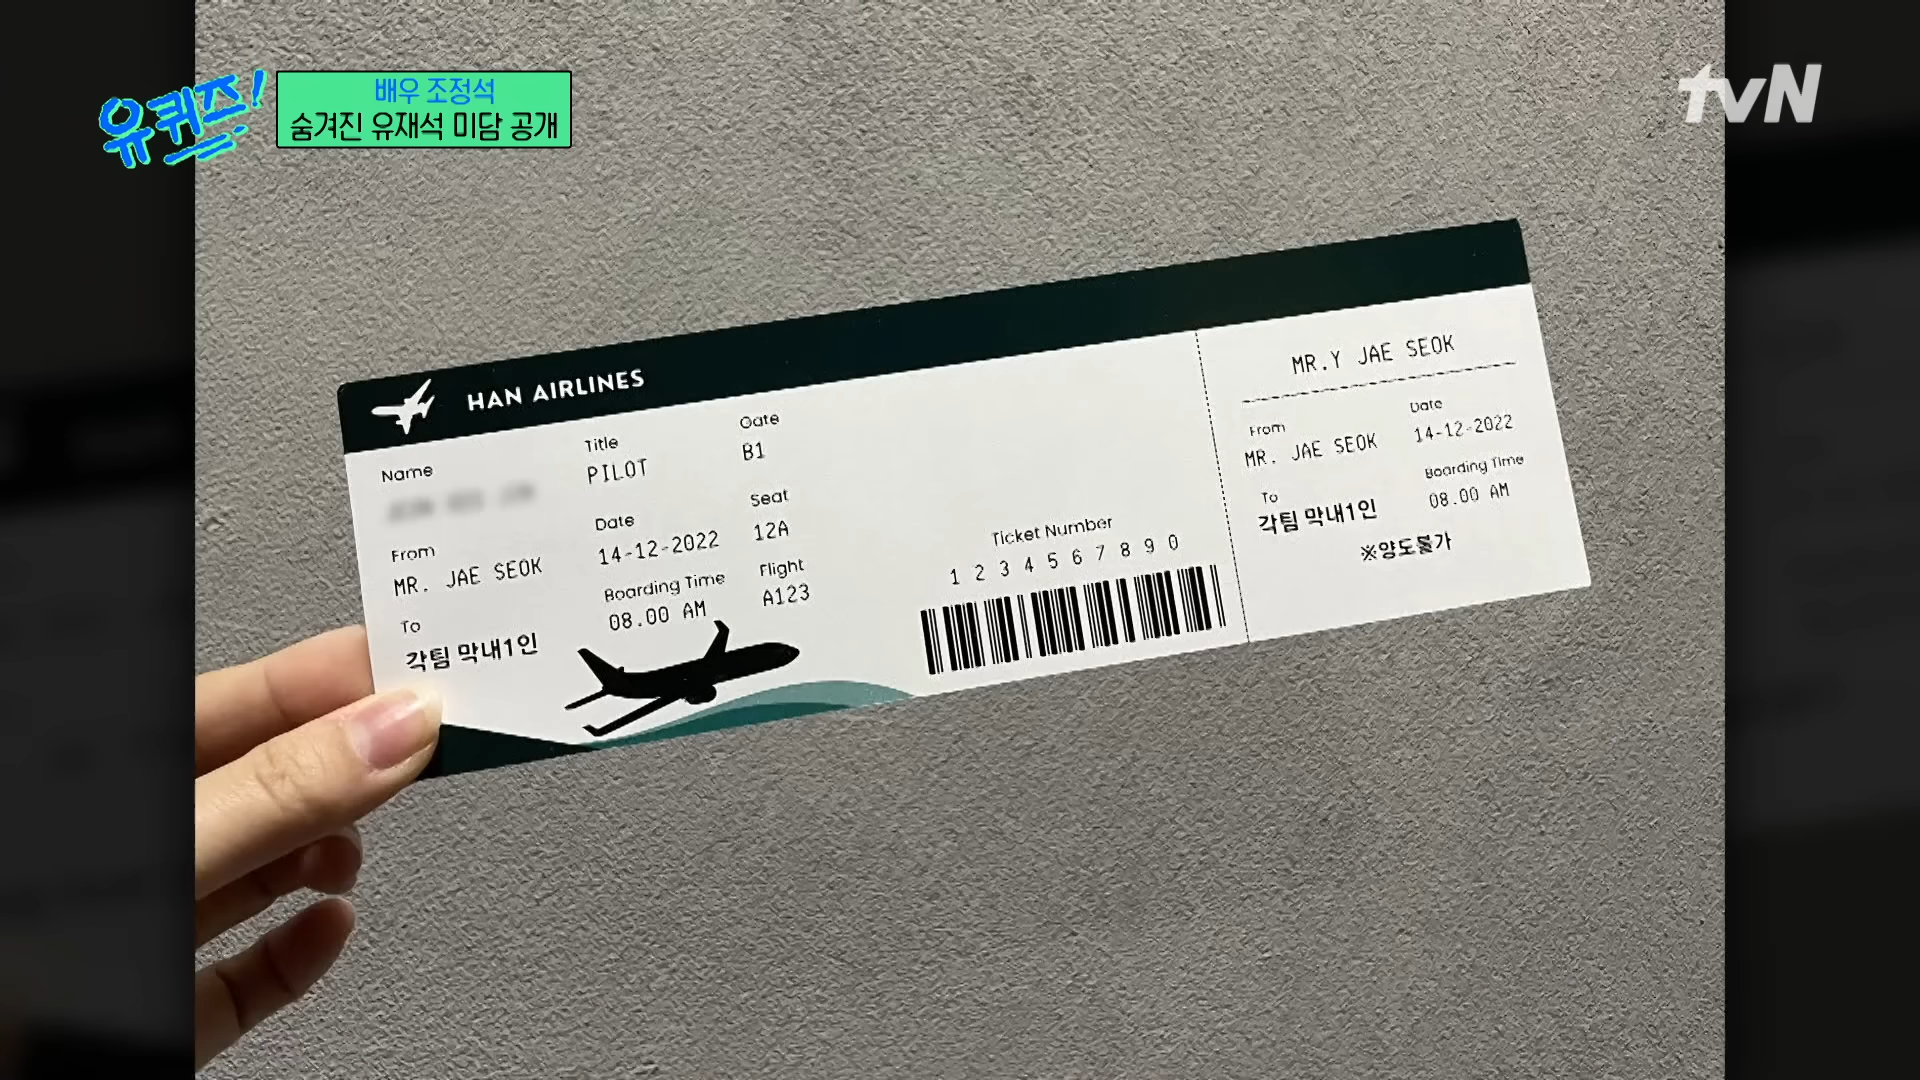 유퀴즈!
배우 조정석
숨겨진 유재석 미담 공개
tvN
HAN AIRLINES
Name
Title
PILOT
Gate
B1
From
MR. JAE SEOK
Date
14-12-2022
Seat
12A
To
각팀 막내1인
Boarding Time
08.00 AM
Flight
A123
Ticket Number
1 2 3 4 5 6 7 8 9 0
MR.Y JAE SEOK
From
MR. JAE SEOK
Date
14-12-2022
To
각팀 막내1인
Boarding Time
08.00 AM
※양도불가